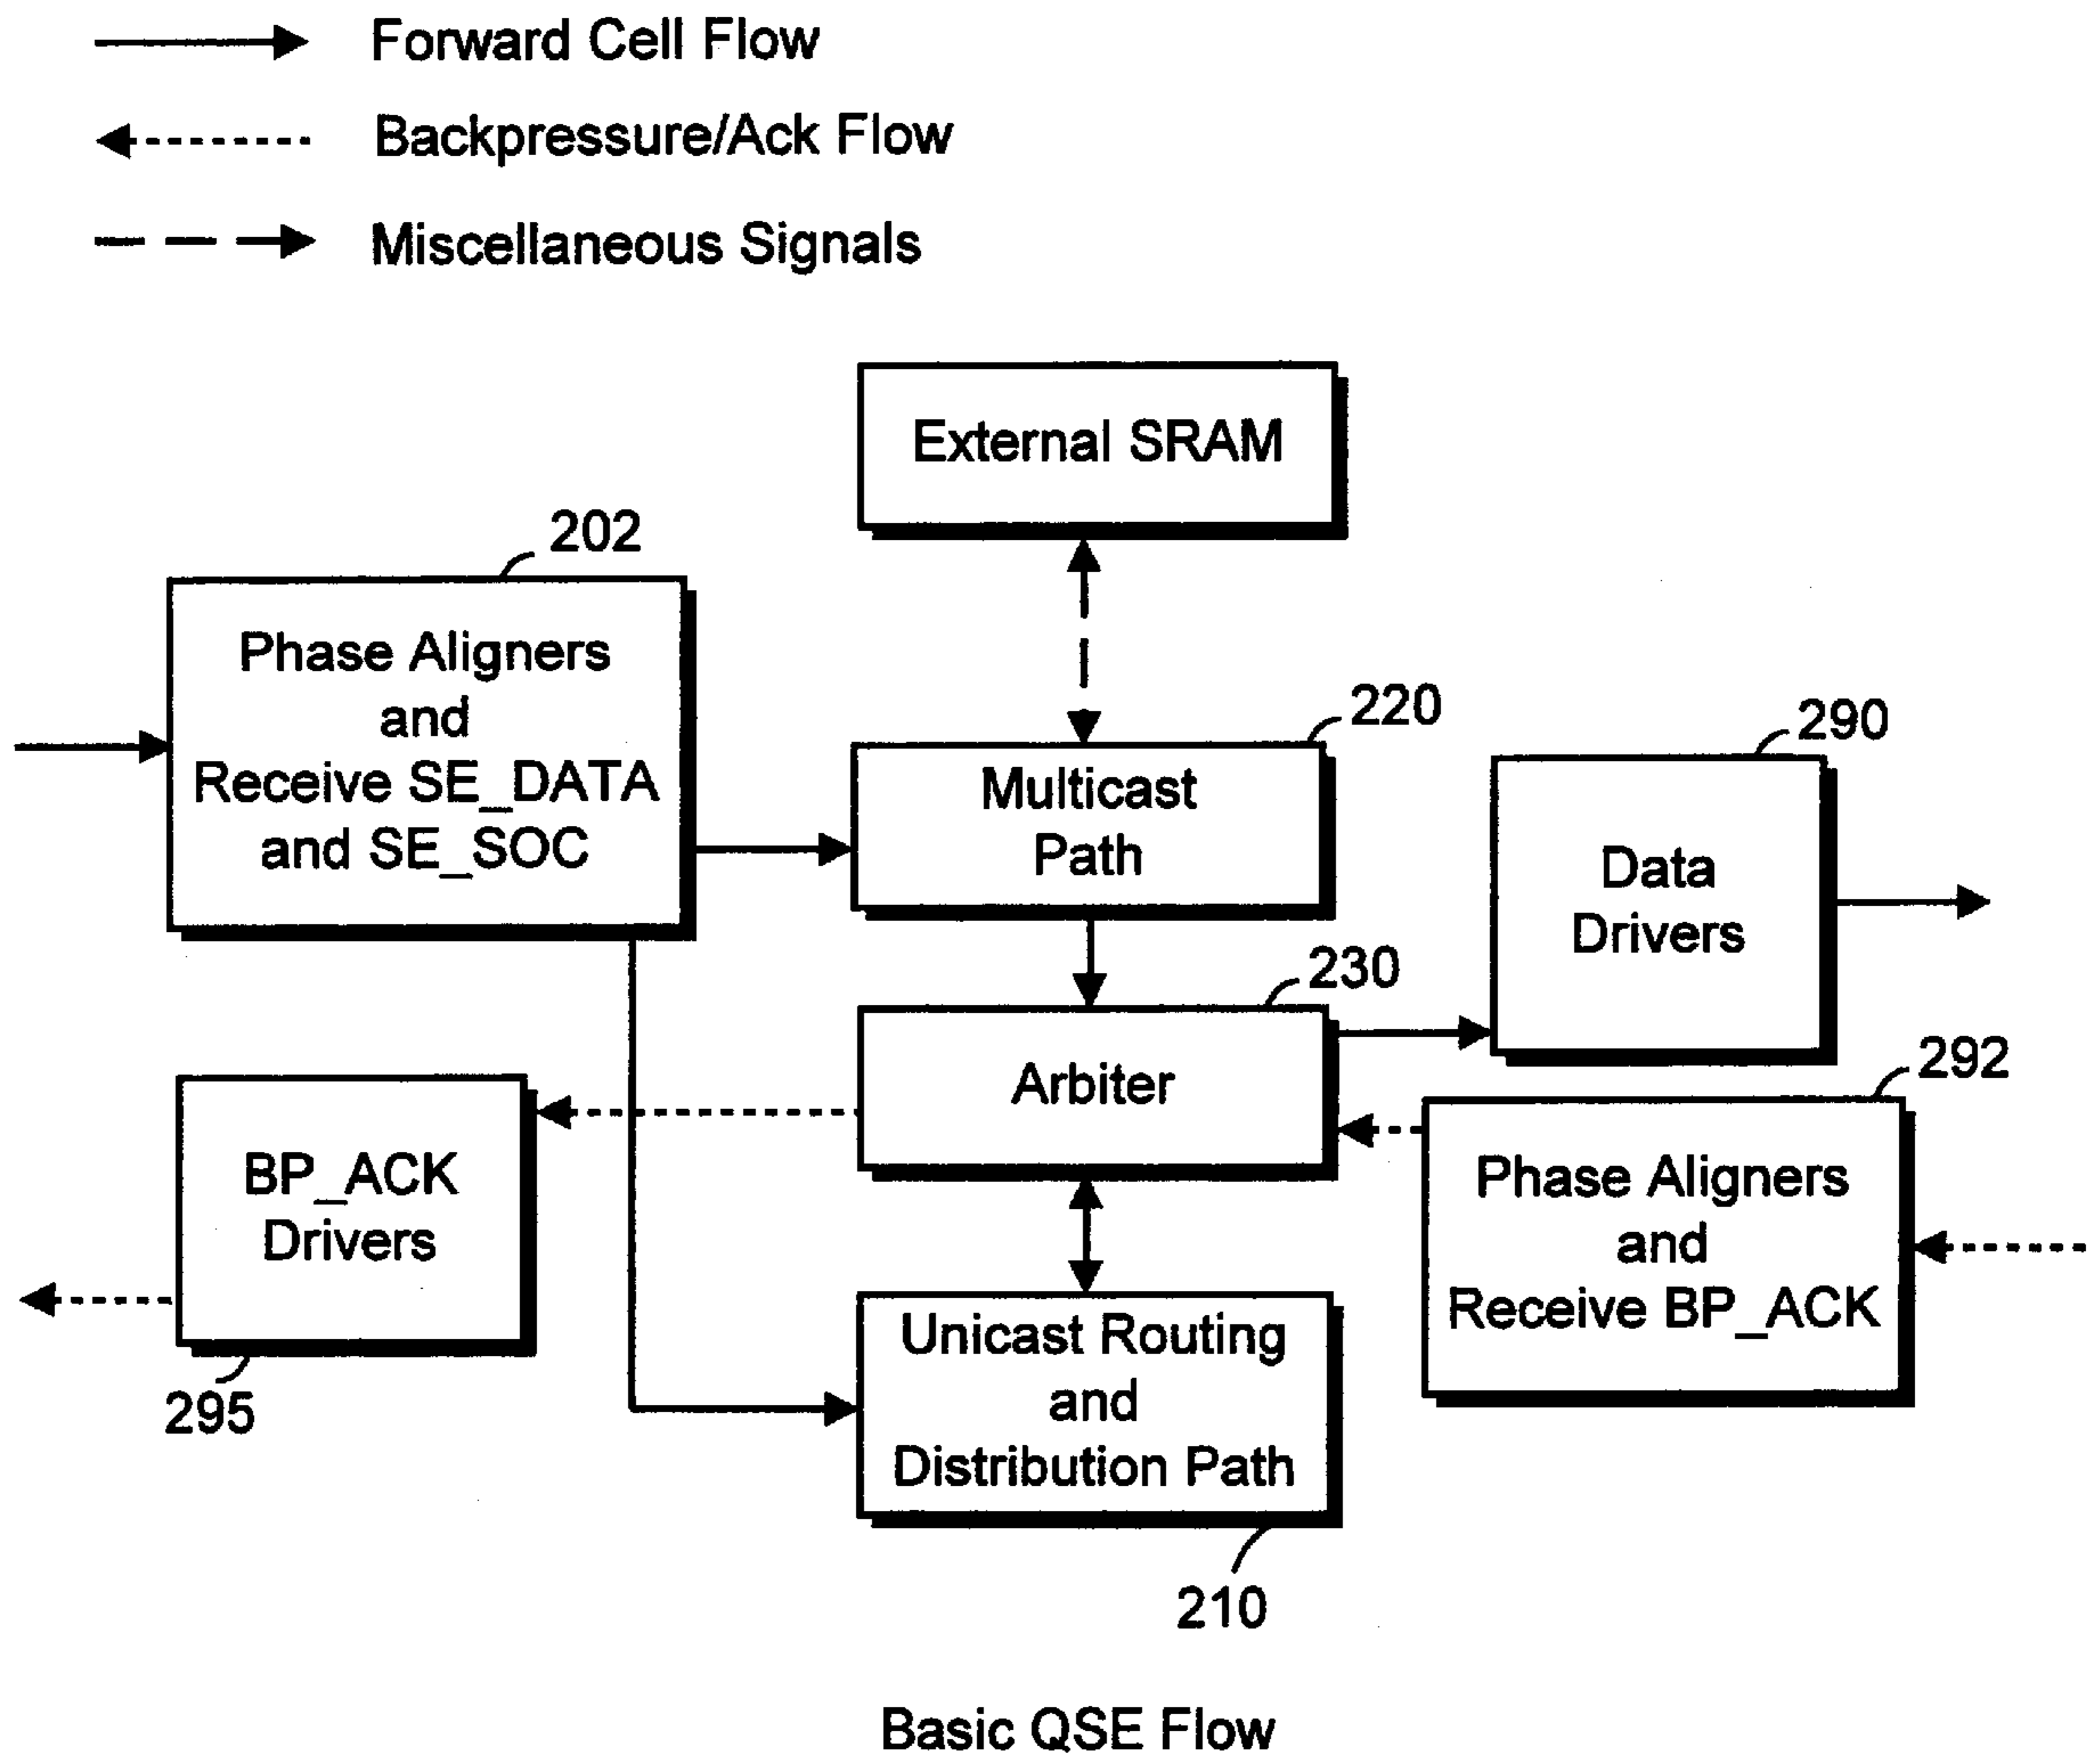 Forward Cell Flow
Backpressure/Ack Flow
Miscellaneous Signals
External SRAM
202
Phase Aligners
and
Receive SE_DATA
and SE_SOC
220
Multicast
Path
290
Data
Drivers
230
Arbiter
292
Phase Aligners
and
Receive BP_ACK
BP_ACK
Drivers
295
Unicast Routing
and
Distribution Path
210
Basic QSE Flow